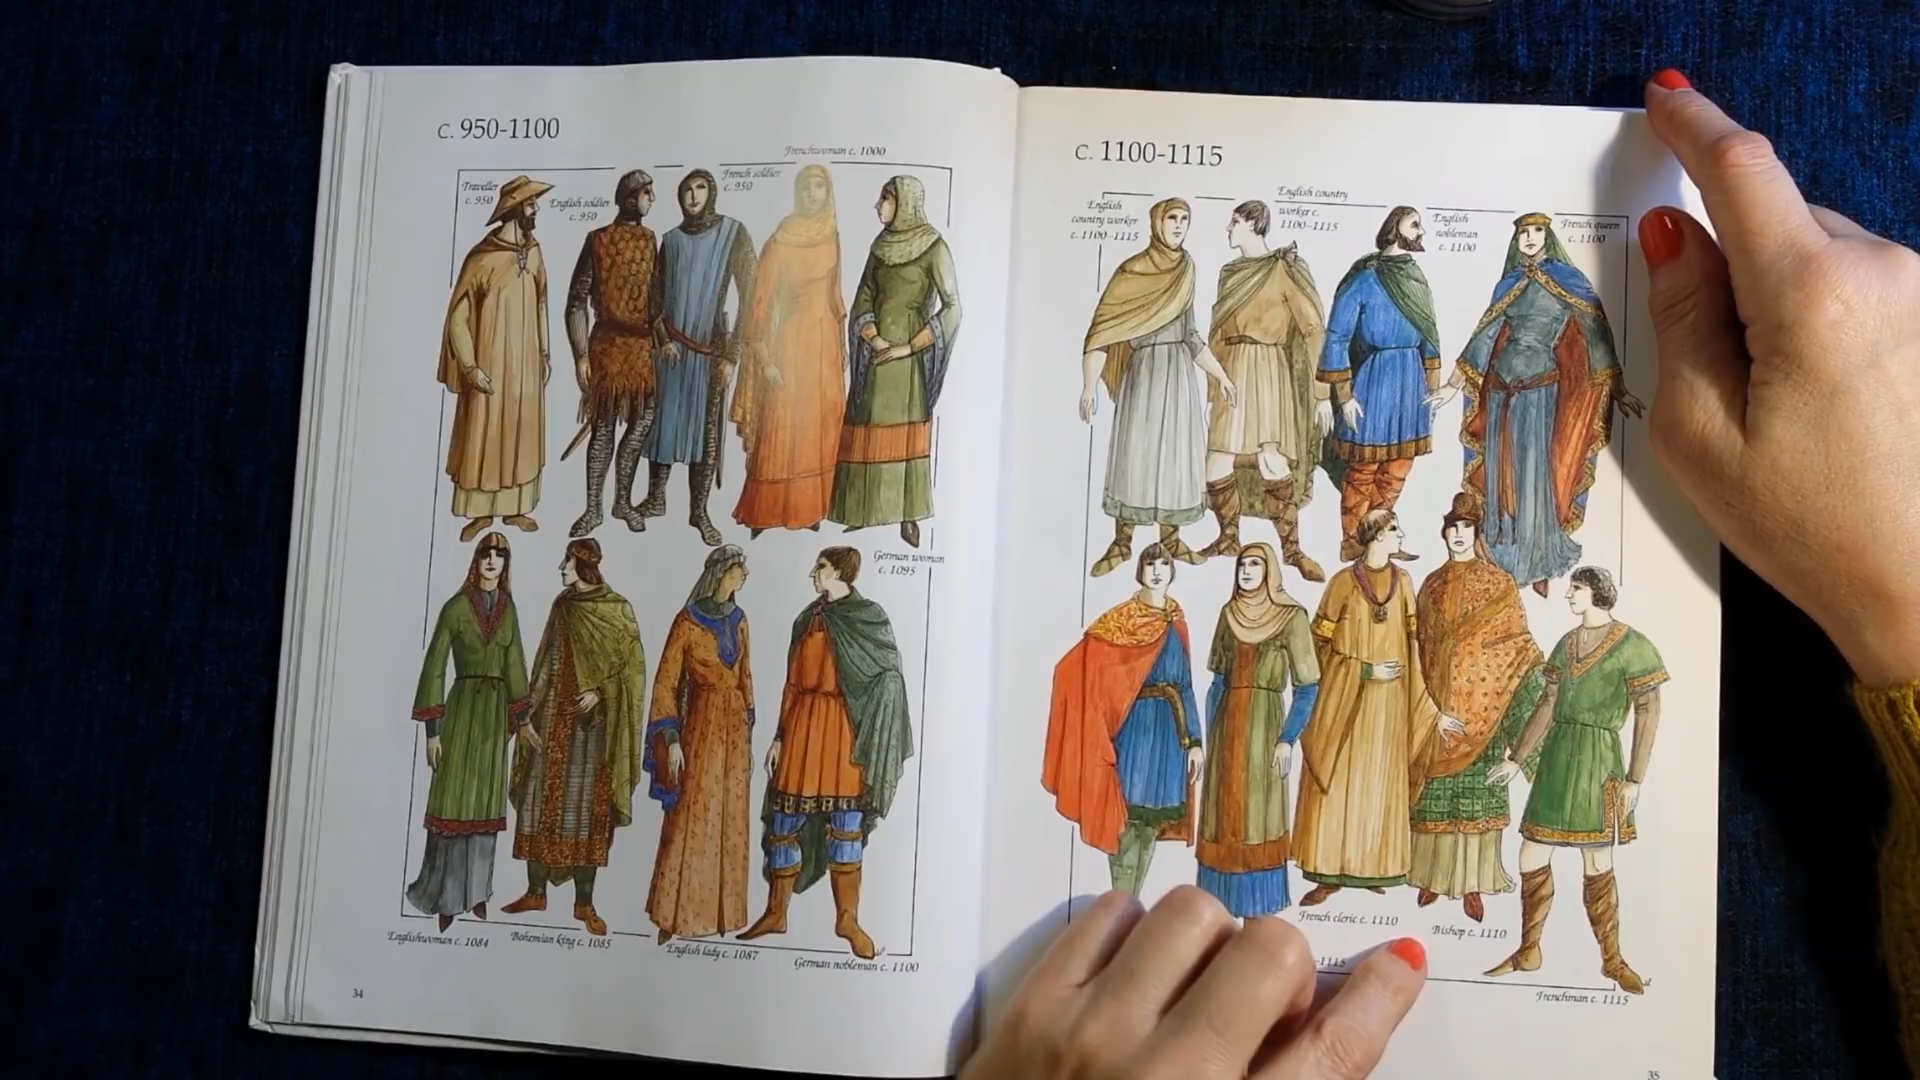 c. 950-1100
Frenchwoman c. 1000
Traveller
c. 950
English soldier
c. 950
French soldier
c. 950
German woman
c. 1095
Englishwoman c. 1084
Bohemian king c. 1085
English lady c. 1087
German nobleman c. 1100
34
c. 1100-1115
English
country worker
c. 1100-1115
English country
worker c.
1100-1115
English
nobleman
c. 1100
French queen
c. 1100
French cleric c. 1110
Bishop c. 1110
-1115
Frenchman c. 1115
35